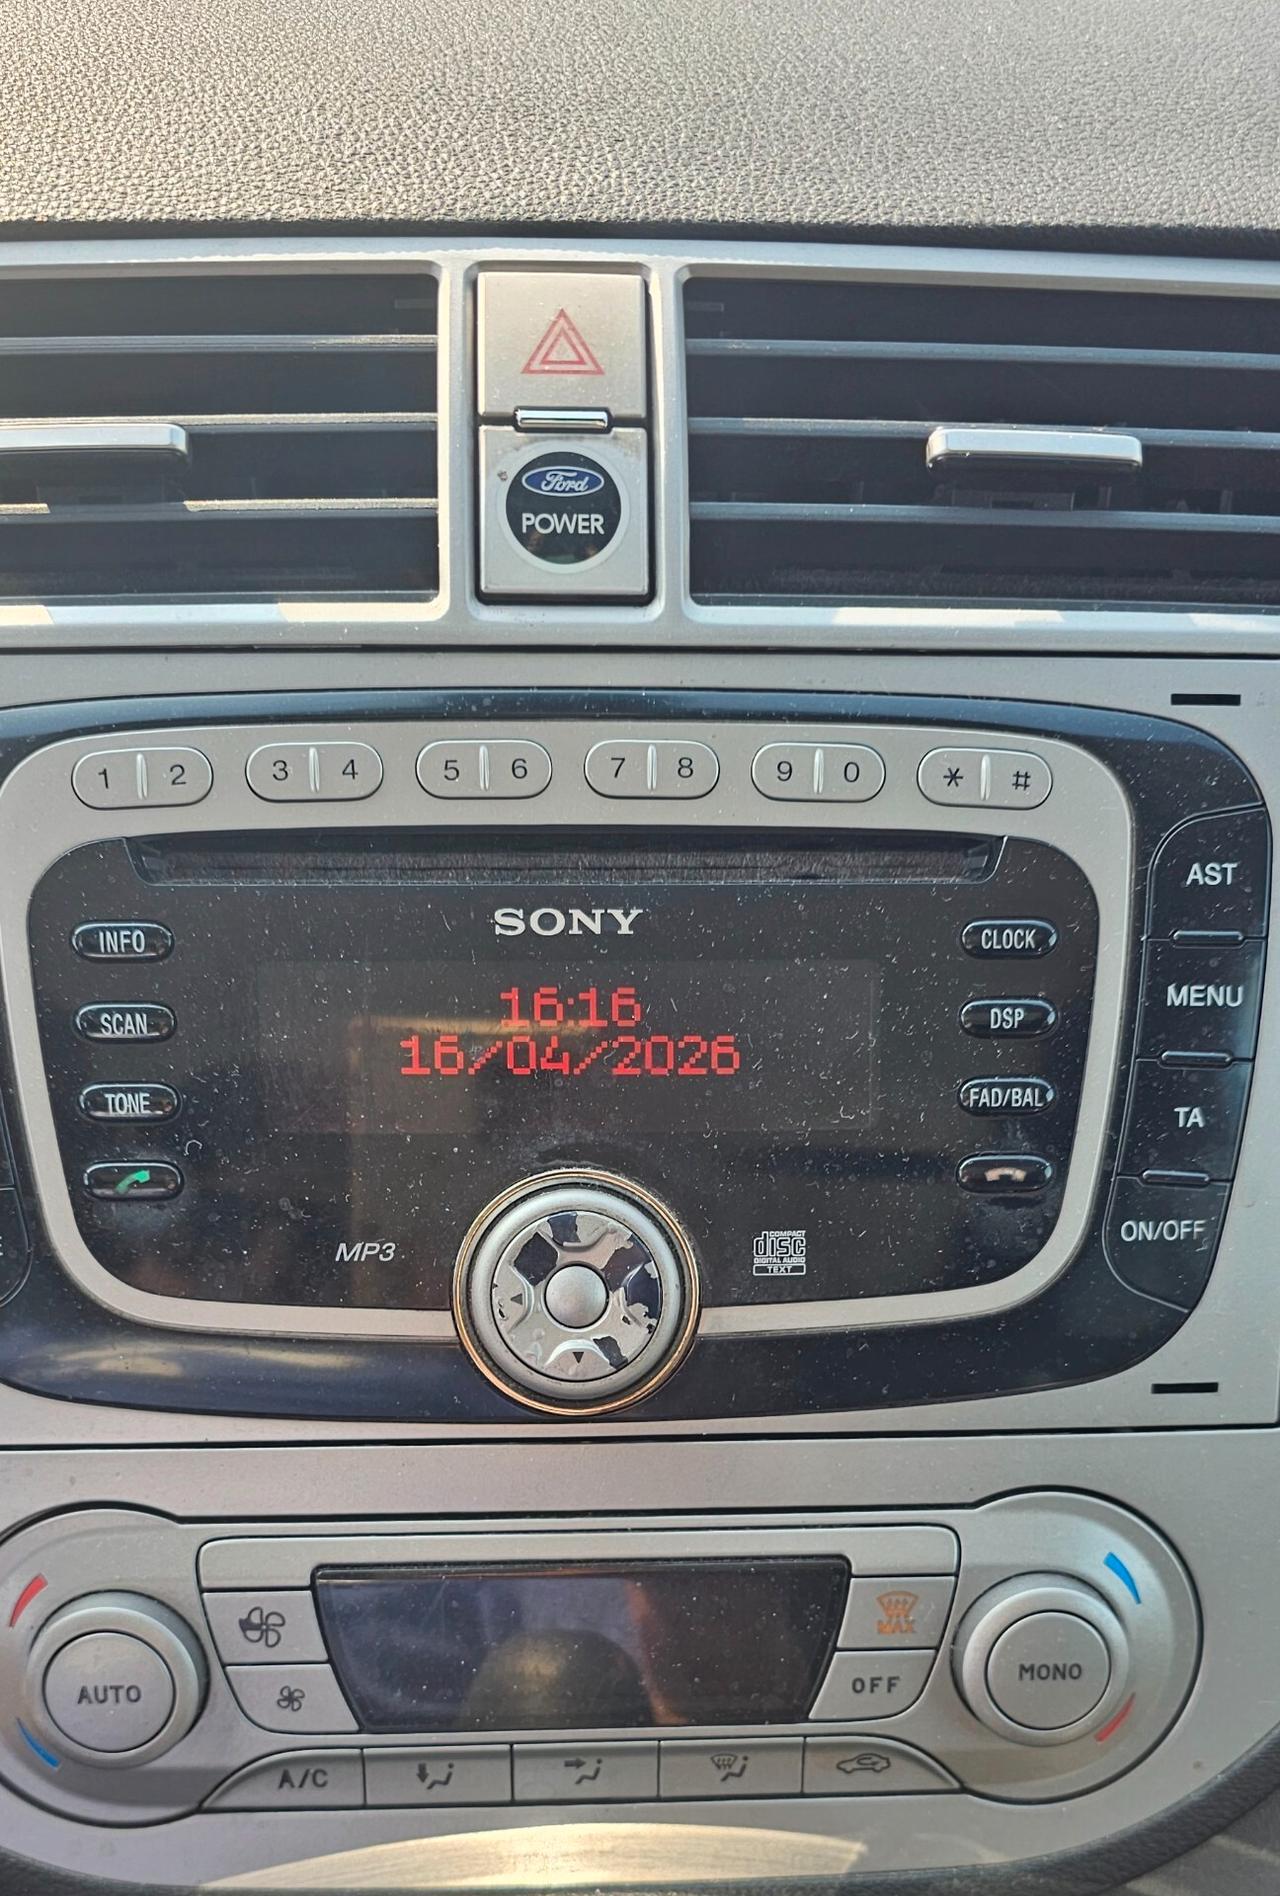 Ford
POWER
1 2 3 4 5 6 7 8 9 0 * #
AST
SONY
INFO
CLOCK
MENU
16:16
SCAN
DSP
16/04/2026
TONE
FAD/BAL
TA
ON/OFF
MP3
COMPACT
disc
DIGITAL AUDIO
TEXT
MAX
AUTO
OFF
MONO
A/C